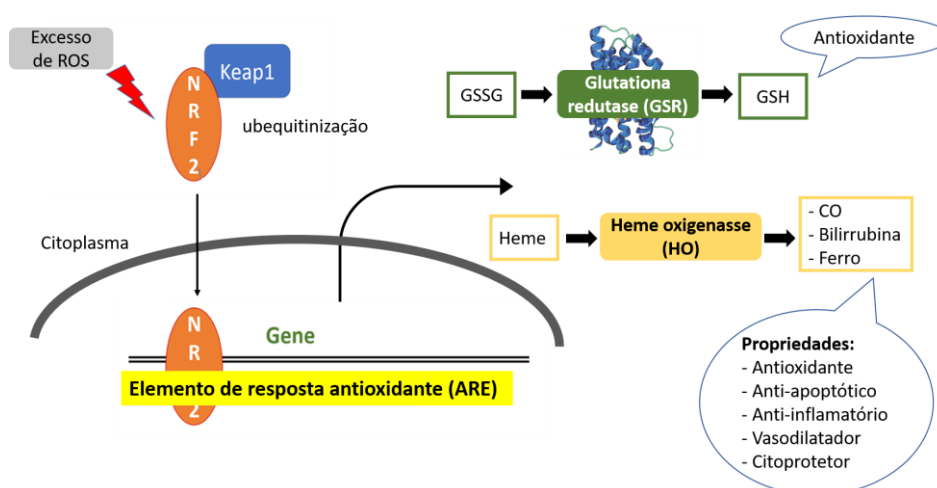 Excesso
de ROS
N
R
F
2
Keap1
ubequitinização
Citoplasma
N
R
2
Gene
Elemento de resposta antioxidante (ARE)
GSSG
Glutationa
redutase (GSR)
GSH
Antioxidante
Heme
Heme oxigenasse
(HO)
- CO
- Bilirrubina
- Ferro
Propriedades:
- Antioxidante
- Anti-apoptótico
- Anti-inflamatório
- Vasodilatador
- Citoprotetor